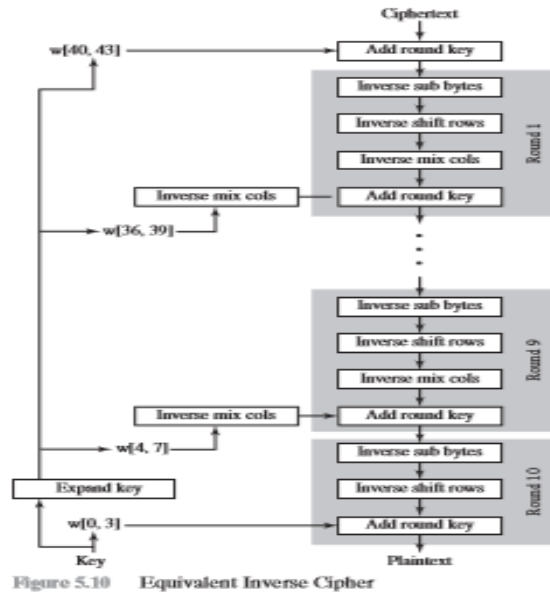 Ciphertext
w[40, 43]
Add round key
Inverse sub bytes
Inverse shift rows
Inverse mix cols
Inverse mix cols
Add round key
Round 1
w[36, 39]
Inverse sub bytes
Inverse shift rows
Inverse mix cols
Inverse mix cols
Add round key
Round 9
w[4, 7]
Inverse sub bytes
Expand key
Inverse shift rows
w[0, 3]
Add round key
Round 10
Key
Plaintext
Figure 5.10 Equivalent Inverse Cipher